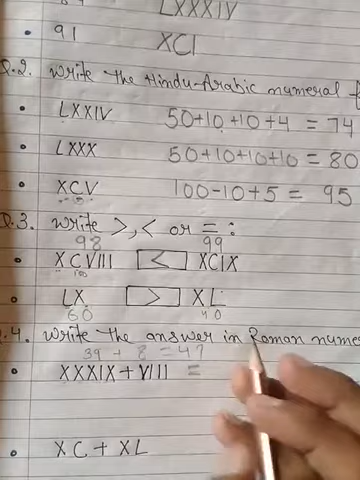 LXXXIV
91 XCI
Q.2. Write the Hindu-Arabic numeral
LXXIV 50+10+10+4 = 74
LXXX 50+10+10+10 = 80
XCV 100-10+5 = 95
Q.3. Write >,< or = :
98 99
XCVIII < XCIX
100
LX > XL
60 40
Q.4. Write the answer in Roman nume
39 + 8 = 47
XXXIX + VIII =
XC + XL